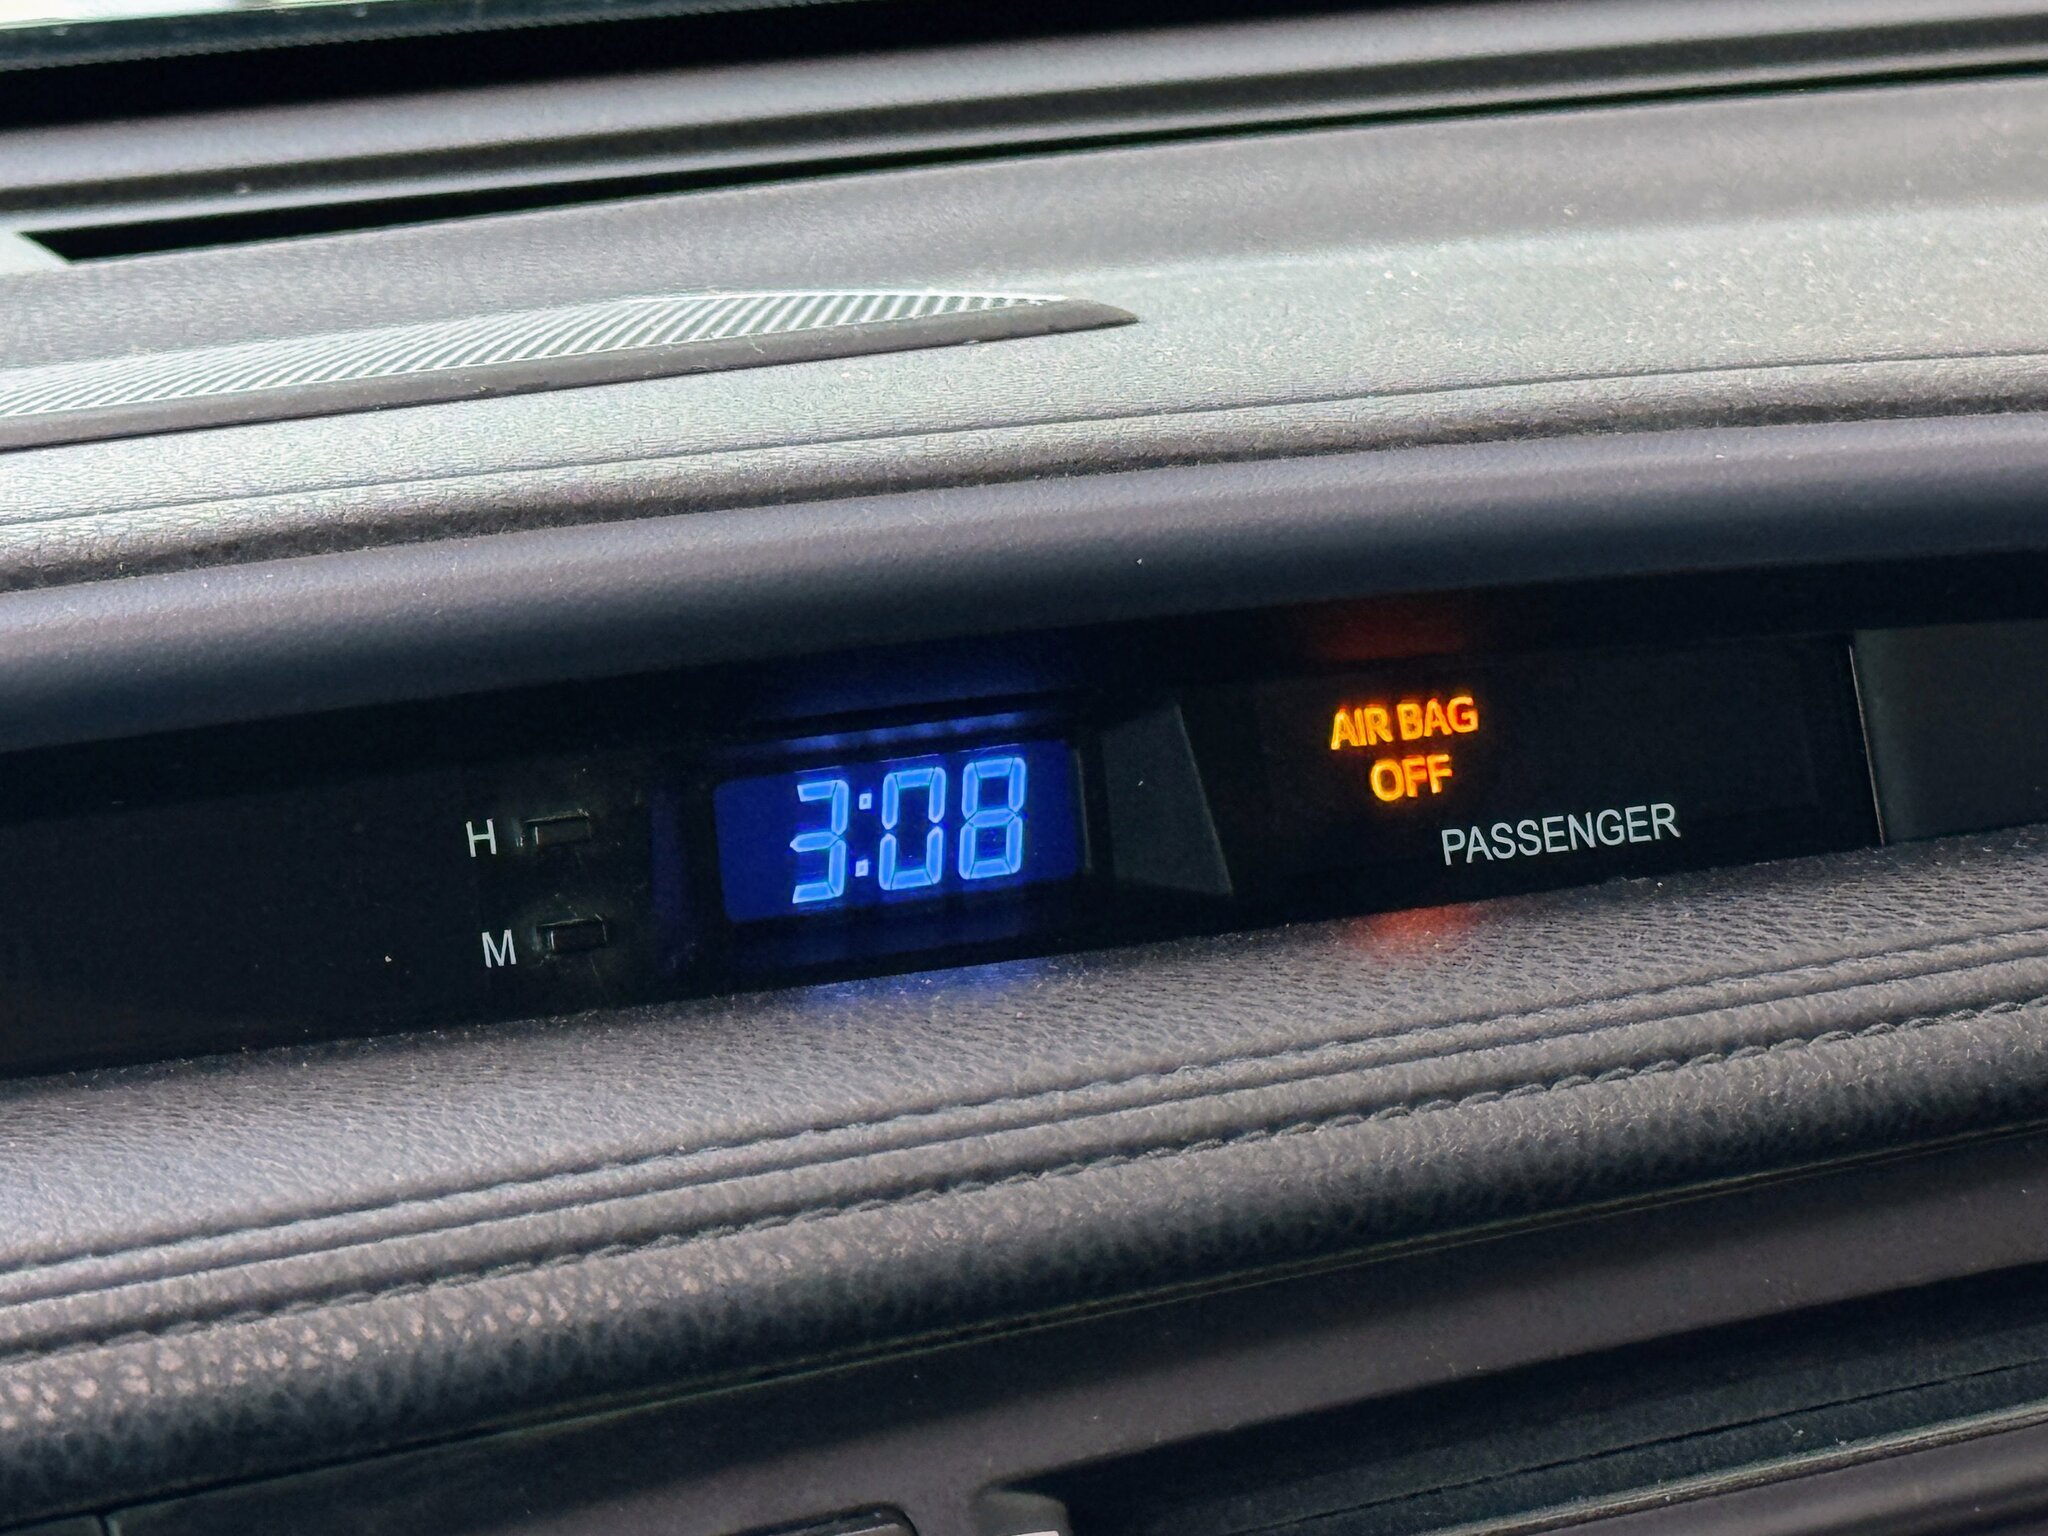 H
M
3:08
AIR BAG
OFF
PASSENGER